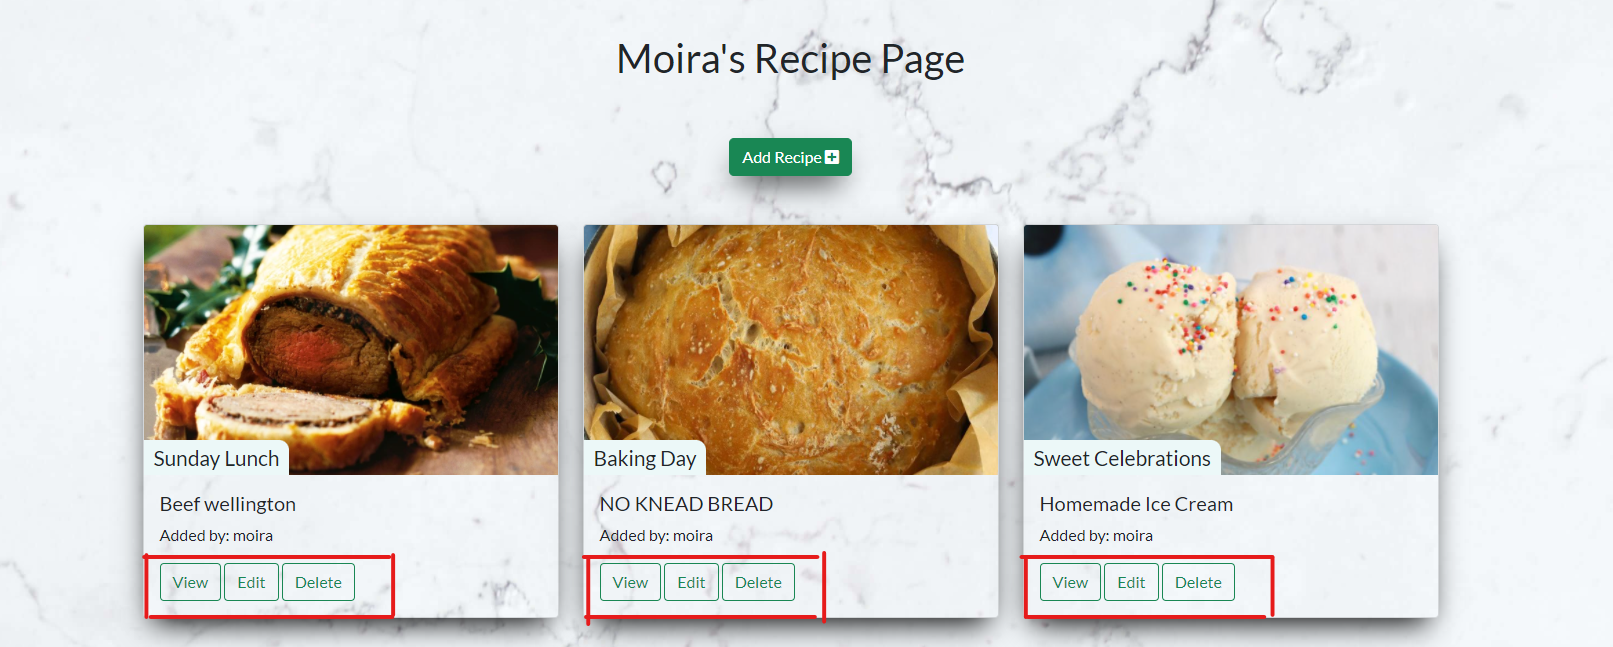 Moira's Recipe Page
Add Recipe
Sunday Lunch
Beef wellington
Added by: moira
View Edit Delete
Baking Day
NO KNEAD BREAD
Added by: moira
View Edit Delete
Sweet Celebrations
Homemade Ice Cream
Added by: moira
View Edit Delete